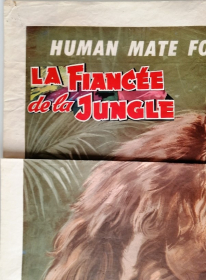 HUMAN MATE FO
LA FIANCÉE
de la JUNGLE